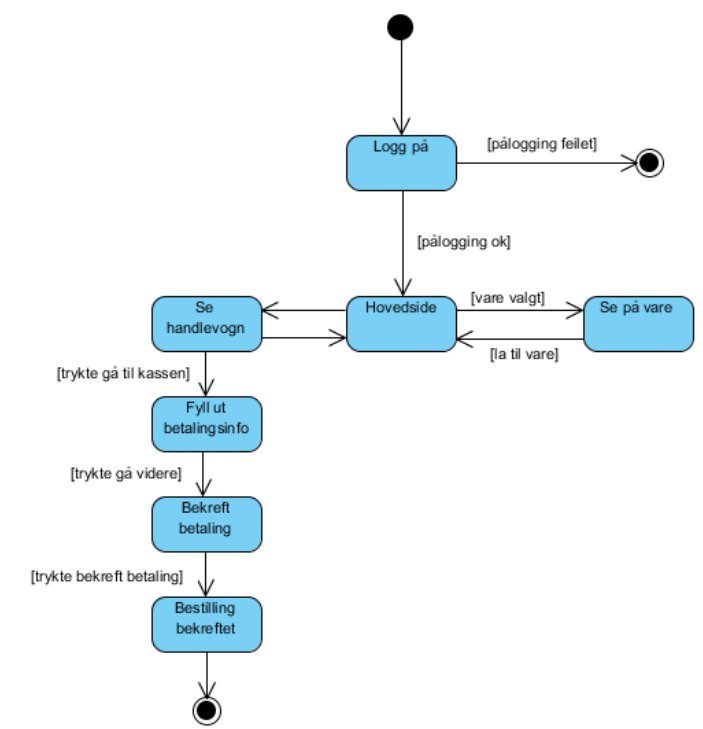 Logg på
[pålogging feilet]
[pålogging ok]
Se
handlevogn
Hovedside
[vare valgt]
Se på vare
[la til vare]
[trykte gå til kassen]
Fyll ut
betalingsinfo
[trykte gå videre]
Bekreft
betaling
[trykte bekreft betaling]
Bestilling
bekreftet